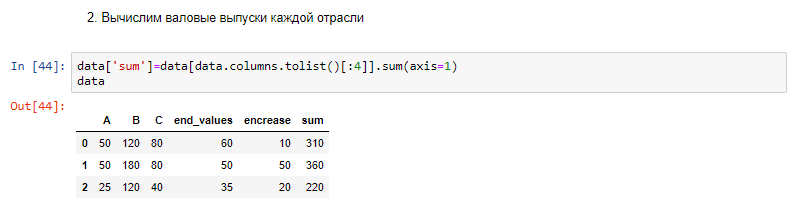 2. Вычислим валовые выпуски каждой отрасли
In [44]: data['sum']=data[data.columns.tolist()[:4]].sum(axis=1)
data
Out[44]:
A B C end_values encrease sum
0 50 120 80 60 10 310
1 50 180 80 50 50 360
2 25 120 40 35 20 220